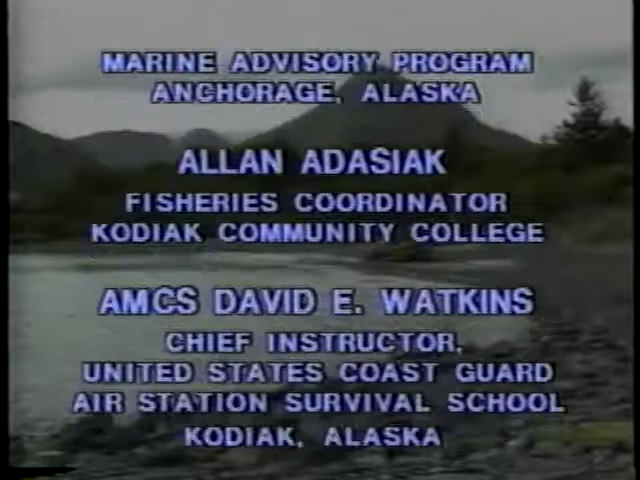 MARINE ADVISORY PROGRAM
ANCHORAGE, ALASKA
ALLAN ADASIAK
FISHERIES COORDINATOR
KODIAK COMMUNITY COLLEGE
AMCS DAVID E. WATKINS
CHIEF INSTRUCTOR,
UNITED STATES COAST GUARD
AIR STATION SURVIVAL SCHOOL
KODIAK, ALASKA